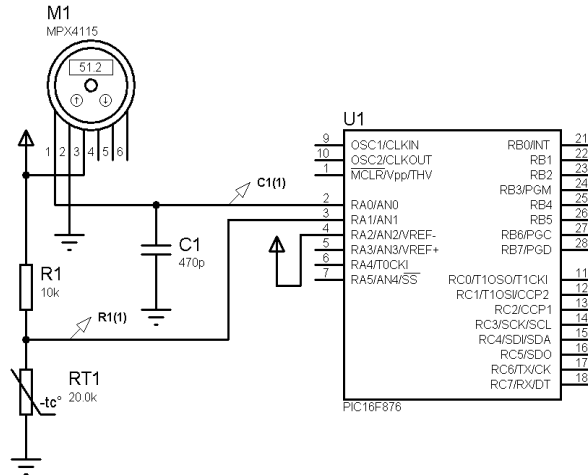 M1
MPX4115
51.2
1 2 3 4 5 6
C1(1)
C1
470p
R1
10k
R1(1)
RT1
-tc°
20.0k
U1
9 OSC1/CLKIN
10 OSC2/CLKOUT
1 MCLR/Vpp/THV
2 RA0/AN0
3 RA1/AN1
4 RA2/AN2/VREF-
5 RA3/AN3/VREF+
6 RA4/T0CKI
7 RA5/AN4/SS
RB0/INT 21
RB1 22
RB2 23
RB3/PGM 24
RB4 25
RB5 26
RB6/PGC 27
RB7/PGD 28
RC0/T1OSO/T1CKI 11
RC1/T1OSI/CCP2 12
RC2/CCP1 13
RC3/SCK/SCL 14
RC4/SDI/SDA 15
RC5/SDO 16
RC6/TX/CK 17
RC7/RX/DT 18
PIC16F876